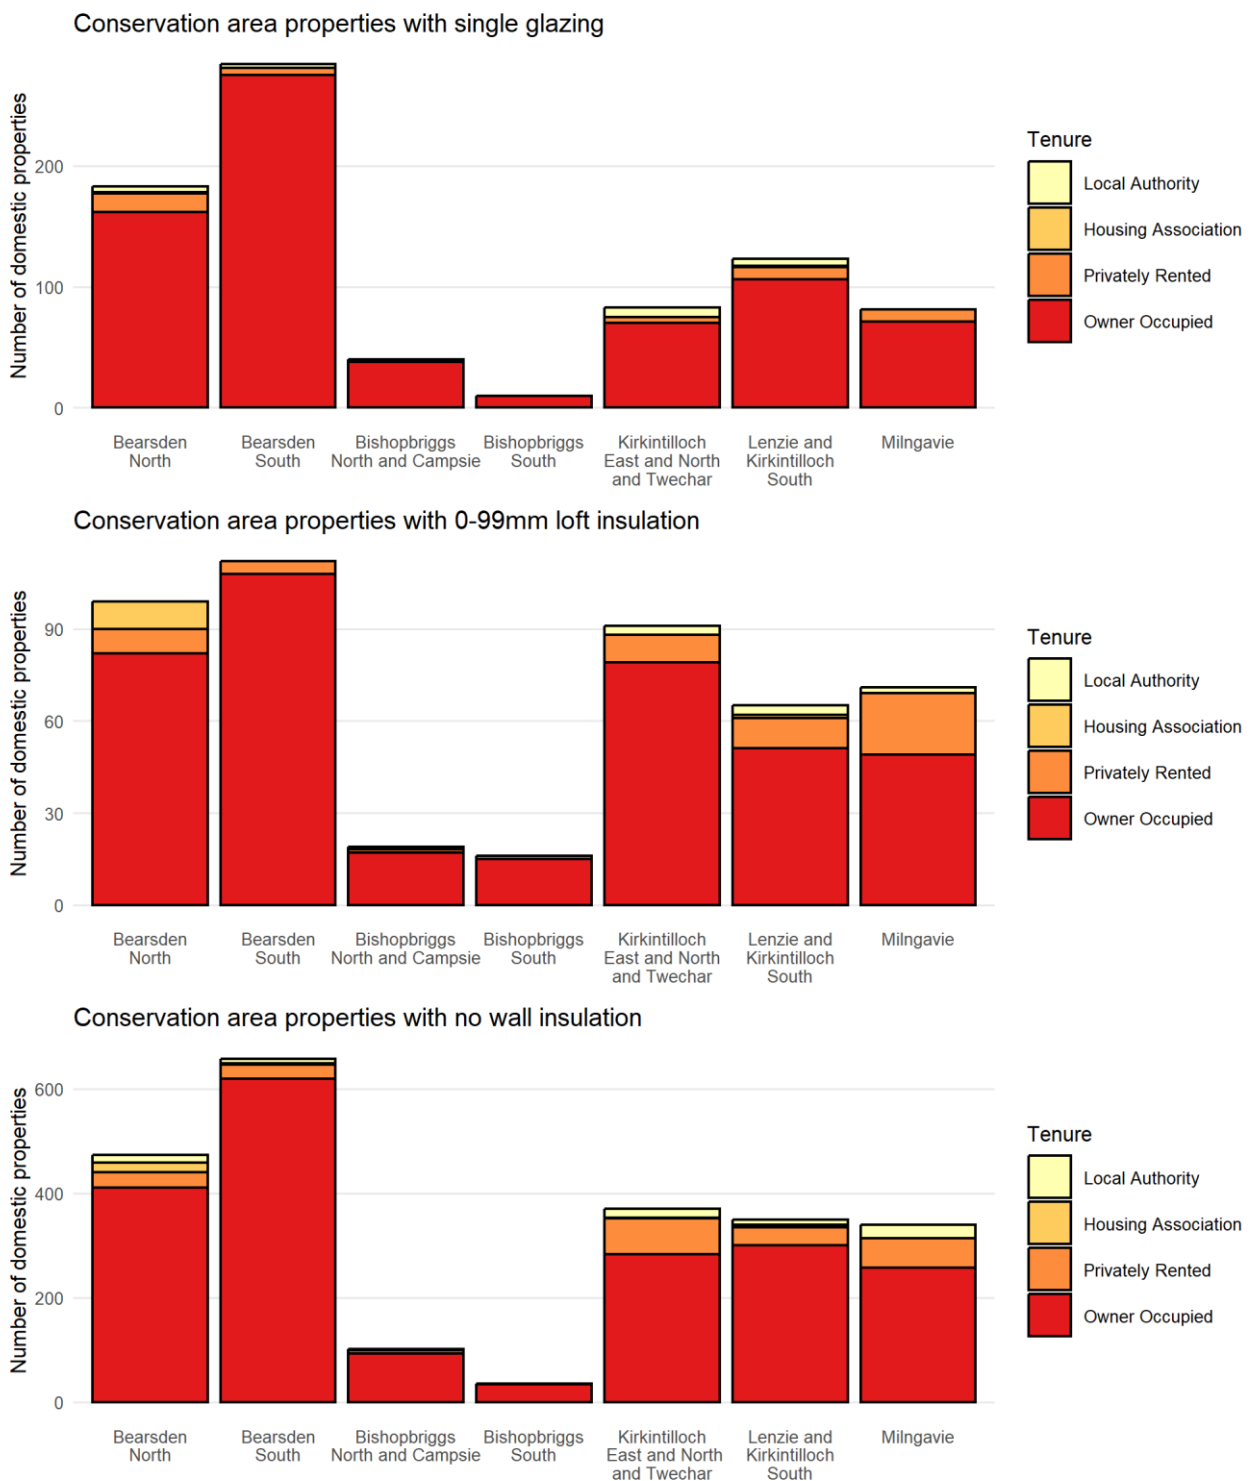 Conservation area properties with single glazing
Number of domestic properties
200
100
0
Bearsden
North
Bearsden
South
Bishopbriggs
North and Campsie
Bishopbriggs
South
Kirkintilloch
East and North
and Twechar
Lenzie and
Kirkintilloch
South
Milngavie
Tenure
Local Authority
Housing Association
Privately Rented
Owner Occupied
Conservation area properties with 0-99mm loft insulation
Number of domestic properties
90
60
30
0
Bearsden
North
Bearsden
South
Bishopbriggs
North and Campsie
Bishopbriggs
South
Kirkintilloch
East and North
and Twechar
Lenzie and
Kirkintilloch
South
Milngavie
Tenure
Local Authority
Housing Association
Privately Rented
Owner Occupied
Conservation area properties with no wall insulation
Number of domestic properties
600
400
200
0
Bearsden
North
Bearsden
South
Bishopbriggs
North and Campsie
Bishopbriggs
South
Kirkintilloch
East and North
and Twechar
Lenzie and
Kirkintilloch
South
Milngavie
Tenure
Local Authority
Housing Association
Privately Rented
Owner Occupied